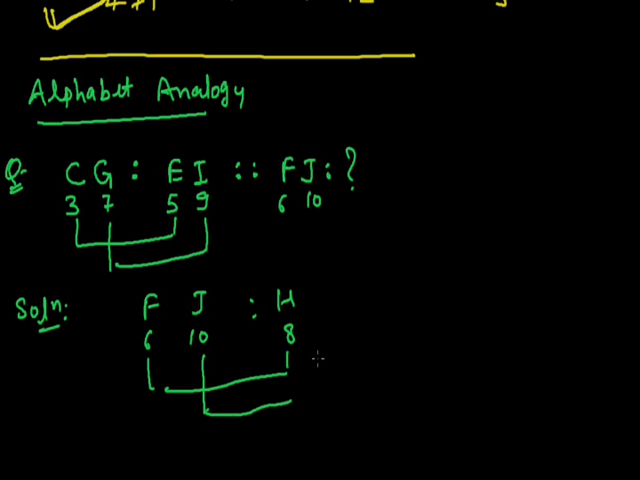 Alphabet Analogy
Q. CG : EI :: FJ : ?
3 7 5 9 6 10
Soln: F J : H
6 10 8